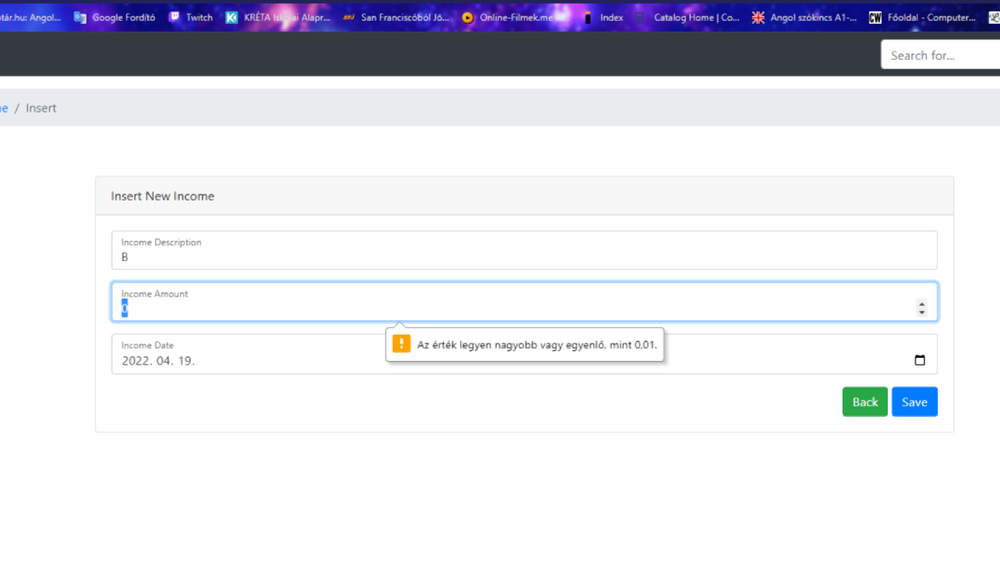 tár.hu: Angol... Google Fordító Twitch KRÉTA Iskolai Alapr... San Franciscóból Jó... Online-Filmek.me Index Catalog Home | Co... Angol szókincs A1-... CW Főoldal - Computer...
Search for...
e / Insert
Insert New Income
Income Description
B
Income Amount
0
Az érték legyen nagyobb vagy egyenlő, mint 0,01.
Income Date
2022. 04. 19.
Back Save